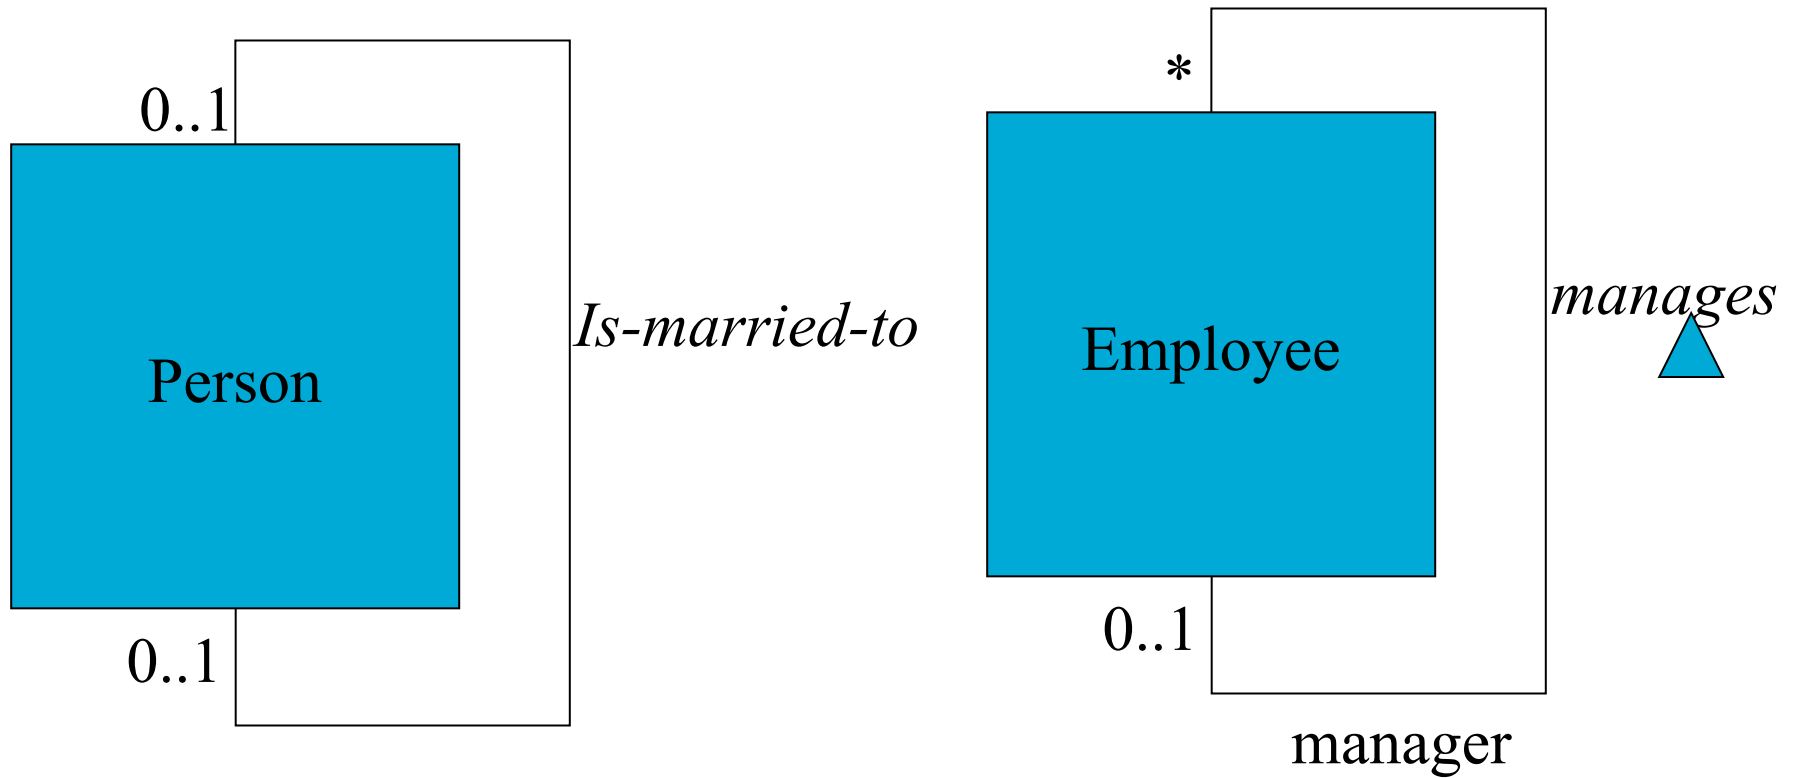 0..1
Person
Is-married-to
0..1
*
Employee
manages
0..1
manager